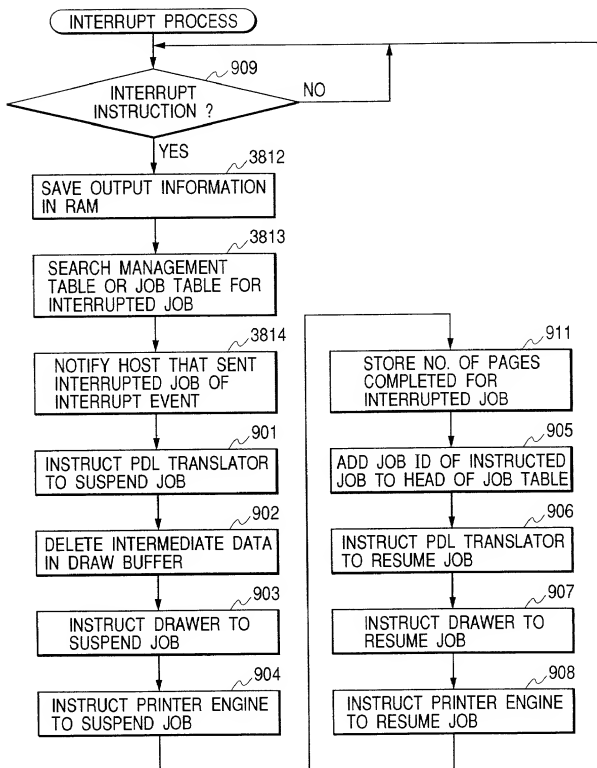 INTERRUPT PROCESS
909
INTERRUPT
INSTRUCTION ?
NO
YES
3812
SAVE OUTPUT INFORMATION
IN RAM
3813
SEARCH MANAGEMENT
TABLE OR JOB TABLE FOR
INTERRUPTED JOB
3814
NOTIFY HOST THAT SENT
INTERRUPTED JOB OF
INTERRUPT EVENT
901
INSTRUCT PDL TRANSLATOR
TO SUSPEND JOB
902
DELETE INTERMEDIATE DATA
IN DRAW BUFFER
903
INSTRUCT DRAWER TO
SUSPEND JOB
904
INSTRUCT PRINTER ENGINE
TO SUSPEND JOB
911
STORE NO. OF PAGES
COMPLETED FOR
INTERRUPTED JOB
905
ADD JOB ID OF INSTRUCTED
JOB TO HEAD OF JOB TABLE
906
INSTRUCT PDL TRANSLATOR
TO RESUME JOB
907
INSTRUCT DRAWER TO
RESUME JOB
908
INSTRUCT PRINTER ENGINE
TO RESUME JOB